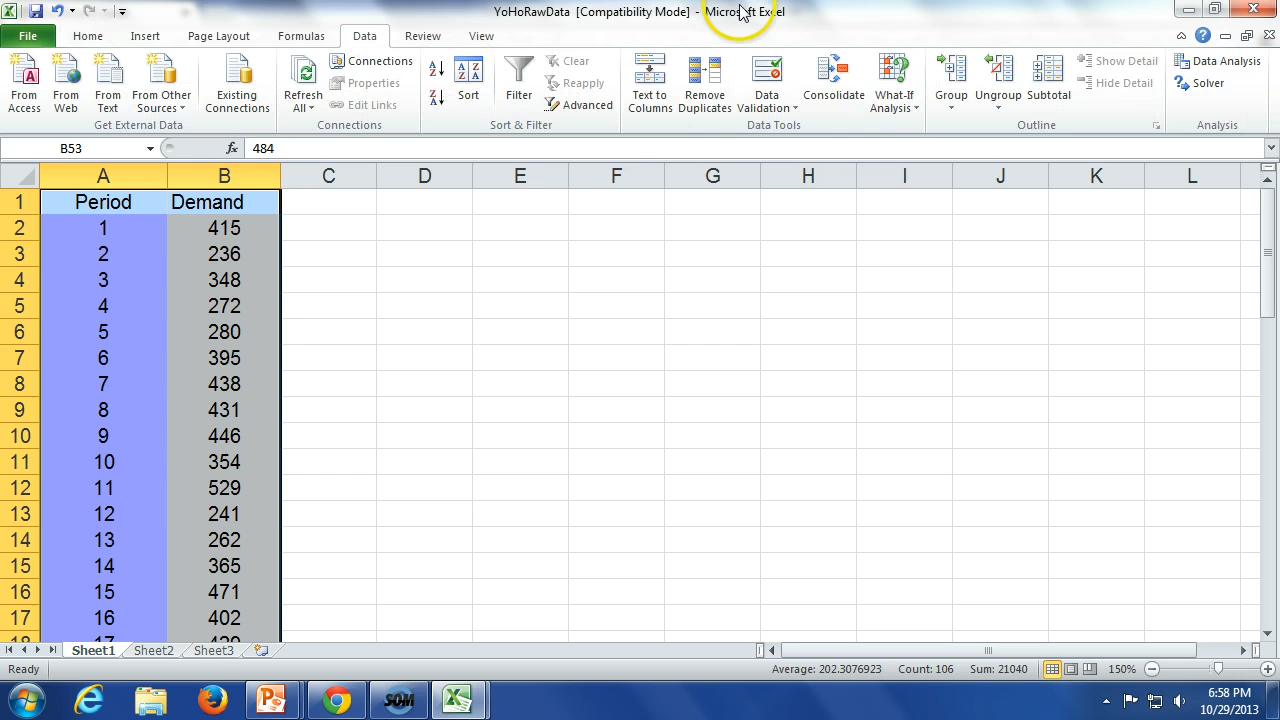 YoHoRawData [Compatibility Mode] - Microsoft Excel
File Home Insert Page Layout Formulas Data Review View
From Access
From Web
From Text
From Other Sources
Existing Connections
Get External Data
Refresh All
Connections
Properties
Edit Links
Connections
Sort
Filter
Clear
Reapply
Advanced
Sort & Filter
Text to Columns
Remove Duplicates
Data Validation
Consolidate
What-If Analysis
Data Tools
Group
Ungroup
Subtotal
Show Detail
Hide Detail
Outline
Data Analysis
Solver
Analysis
B53 fx 484
A B C D E F G H I J K L
1 Period Demand
2 1 415
3 2 236
4 3 348
5 4 272
6 5 280
7 6 395
8 7 438
9 8 431
10 9 446
11 10 354
12 11 529
13 12 241
14 13 262
15 14 365
16 15 471
17 16 402
Sheet1 Sheet2 Sheet3
Ready Average: 202.3076923 Count: 106 Sum: 21040 150%
SOM
6:58 PM
10/29/2013